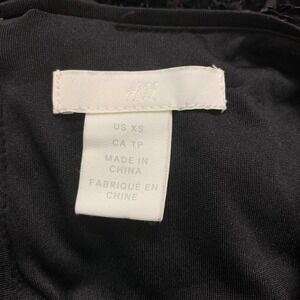 H&M
US XS
CA TP
MADE IN
CHINA
FABRIQUÉ EN
CHINE